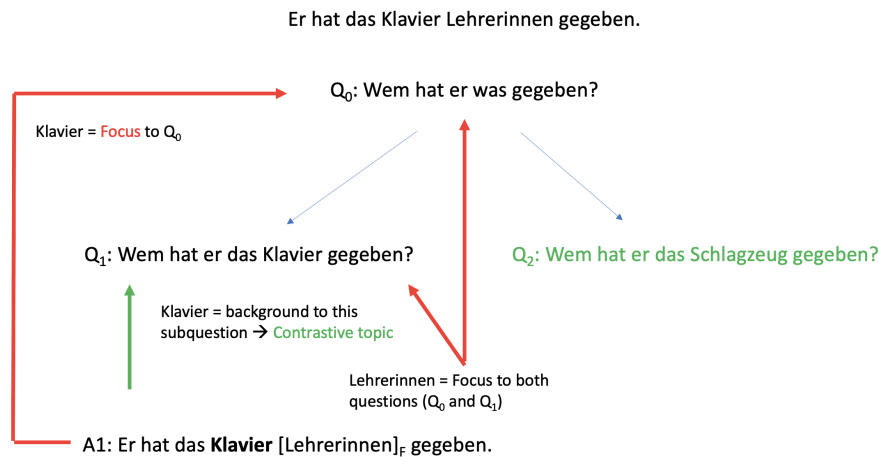 Er hat das Klavier Lehrerinnen gegeben.
Q₀: Wem hat er was gegeben?
Klavier = Focus to Q₀
Q₁: Wem hat er das Klavier gegeben?
Q₂: Wem hat er das Schlagzeug gegeben?
Klavier = background to this
subquestion → Contrastive topic
Lehrerinnen = Focus to both
questions (Q₀ and Q₁)
A1: Er hat das Klavier [Lehrerinnen]F gegeben.